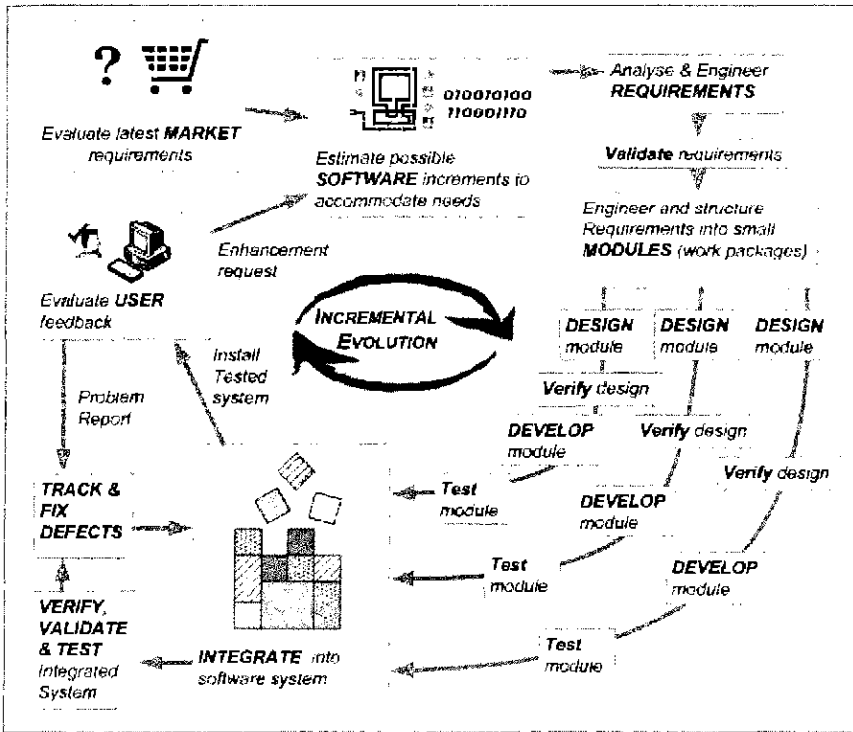 ?
010010100
110001110
Analyse & Engineer
REQUIREMENTS
Evaluate latest MARKET
requirements
Estimate possible
SOFTWARE increments to
accommodate needs
Validate requirements
Engineer and structure
Requirements into small
MODULES (work packages)
Enhancement
request
Evaluate USER
feedback
INCREMENTAL
EVOLUTION
DESIGN
module
DESIGN
module
DESIGN
module
Install
Tested
system
Problem
Report
Verify design
DEVELOP
module
Verify design
Verify design
TRACK &
FIX
DEFECTS
Test
module
DEVELOP
module
Test
module
DEVELOP
module
VERIFY,
VALIDATE
& TEST
Integrated
System
INTEGRATE into
software system
Test
module